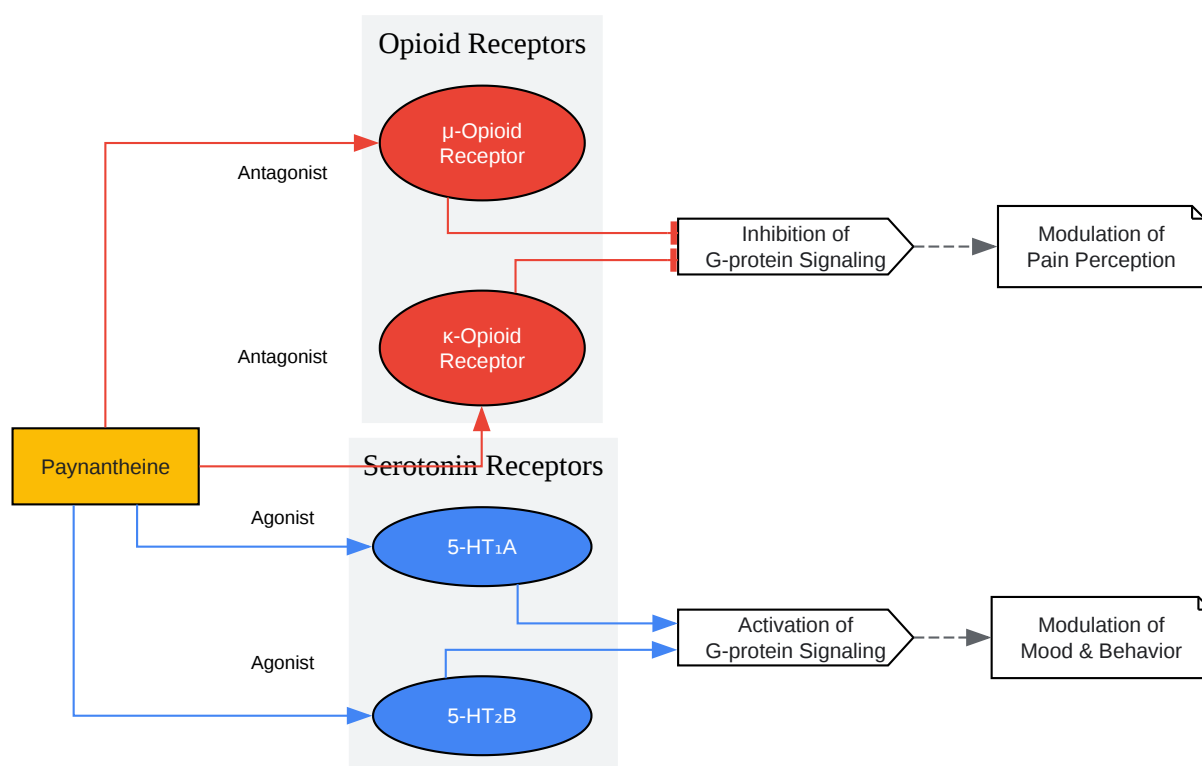 Opioid Receptors
μ-Opioid
Receptor
Antagonist
Inhibition of
G-protein Signaling
Modulation of
Pain Perception
κ-Opioid
Receptor
Antagonist
Paynantheine
Serotonin Receptors
Agonist
5-HT₁A
Activation of
G-protein Signaling
Modulation of
Mood & Behavior
Agonist
5-HT₂B